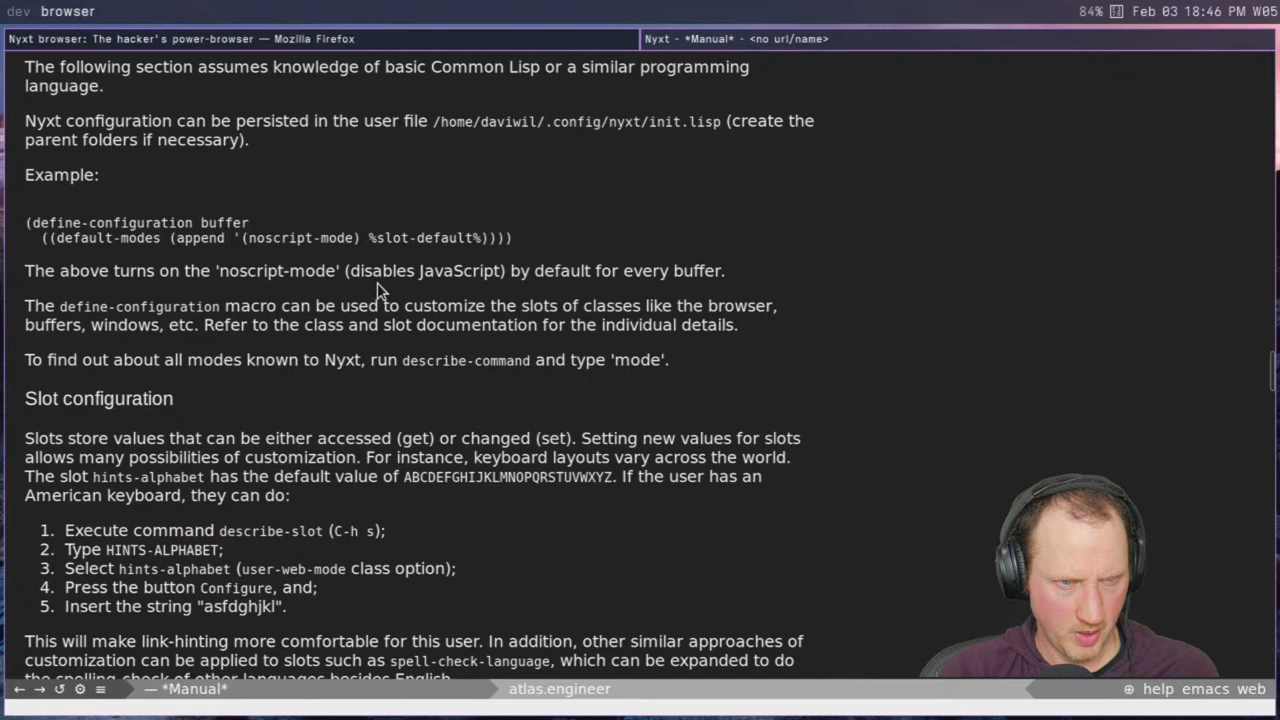 dev browser
84% Feb 03 18:46 PM W05
Nyxt browser: The hacker's power-browser — Mozilla Firefox
Nyxt - *Manual* - <no url/name>
The following section assumes knowledge of basic Common Lisp or a similar programming
language.
Nyxt configuration can be persisted in the user file /home/daviwil/.config/nyxt/init.lisp (create the
parent folders if necessary).
Example:
(define-configuration buffer
((default-modes (append '(noscript-mode) %slot-default%))))
The above turns on the 'noscript-mode' (disables JavaScript) by default for every buffer.
The define-configuration macro can be used to customize the slots of classes like the browser,
buffers, windows, etc. Refer to the class and slot documentation for the individual details.
To find out about all modes known to Nyxt, run describe-command and type 'mode'.
Slot configuration
Slots store values that can be either accessed (get) or changed (set). Setting new values for slots
allows many possibilities of customization. For instance, keyboard layouts vary across the world.
The slot hints-alphabet has the default value of ABCDEFGHIJKLMNOPQRSTUVWXYZ. If the user has an
American keyboard, they can do:
1. Execute command describe-slot (C-h s);
2. Type HINTS-ALPHABET;
3. Select hints-alphabet (user-web-mode class option);
4. Press the button Configure, and;
5. Insert the string "asfdghjkl".
This will make link-hinting more comfortable for this user. In addition, other similar approaches of
customization can be applied to slots such as spell-check-language, which can be expanded to do
the spelling-check of other languages besides English.
— *Manual*
atlas.engineer
help emacs web